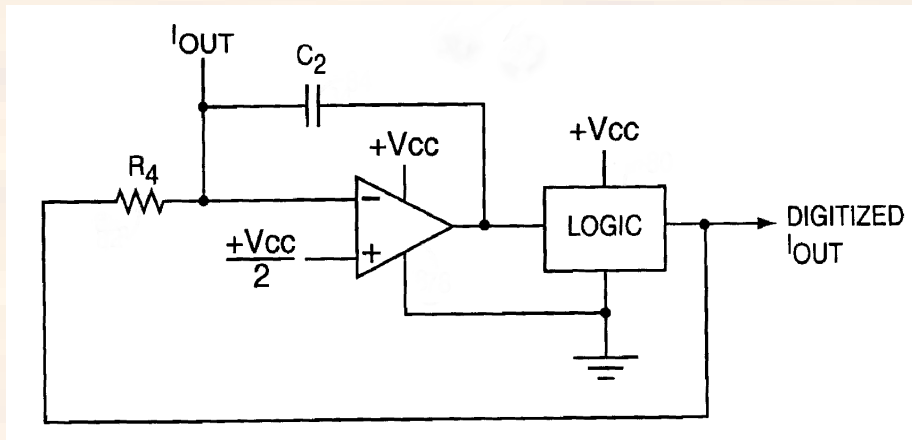 IOUT
C2
+VCC
+VCC
R4
−
+VCC
2
+
LOGIC
DIGITIZED
IOUT